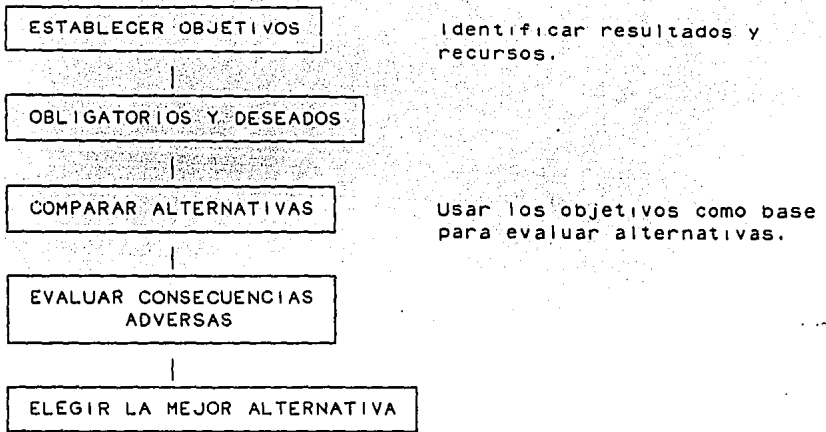 ESTABLECER OBJETIVOS
Identificar resultados y
recursos.
OBLIGATORIOS Y DESEADOS
COMPARAR ALTERNATIVAS
Usar los objetivos como base
para evaluar alternativas.
EVALUAR CONSECUENCIAS
ADVERSAS
ELEGIR LA MEJOR ALTERNATIVA